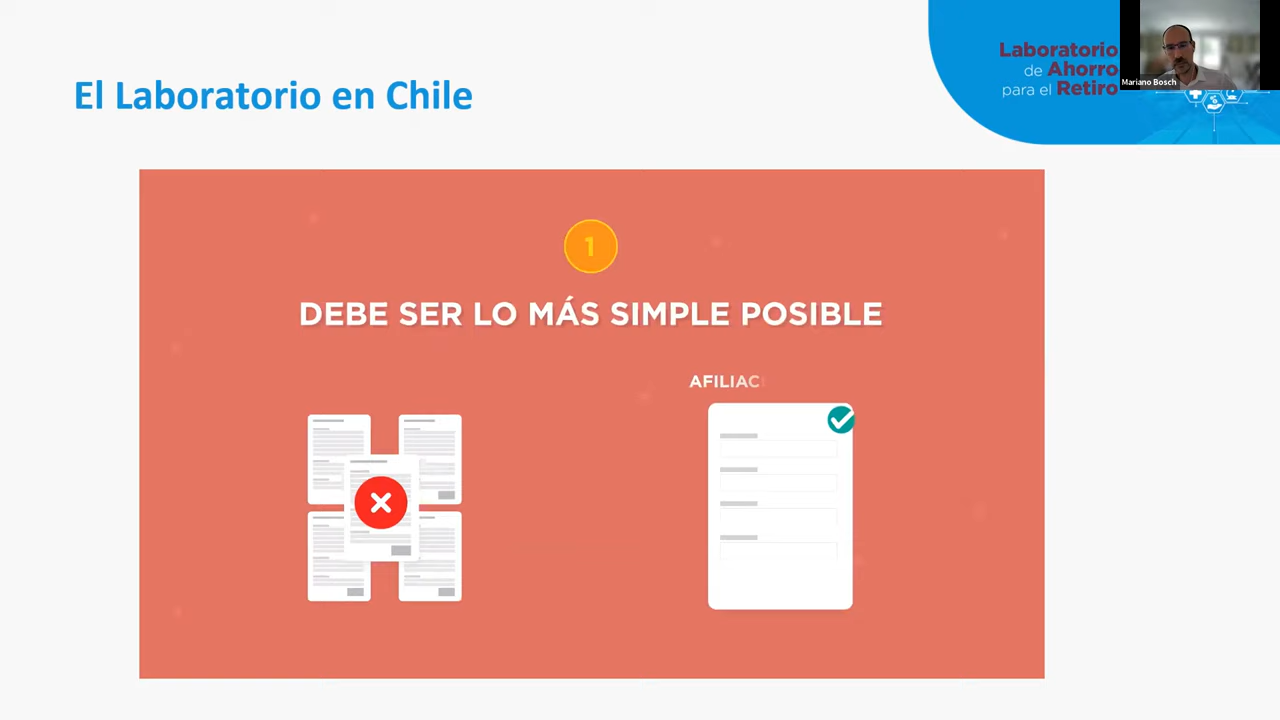 Laboratorio
de Ahorro
para el Retiro
Mariano Bosch
El Laboratorio en Chile
1
DEBE SER LO MÁS SIMPLE POSIBLE
AFILIAC